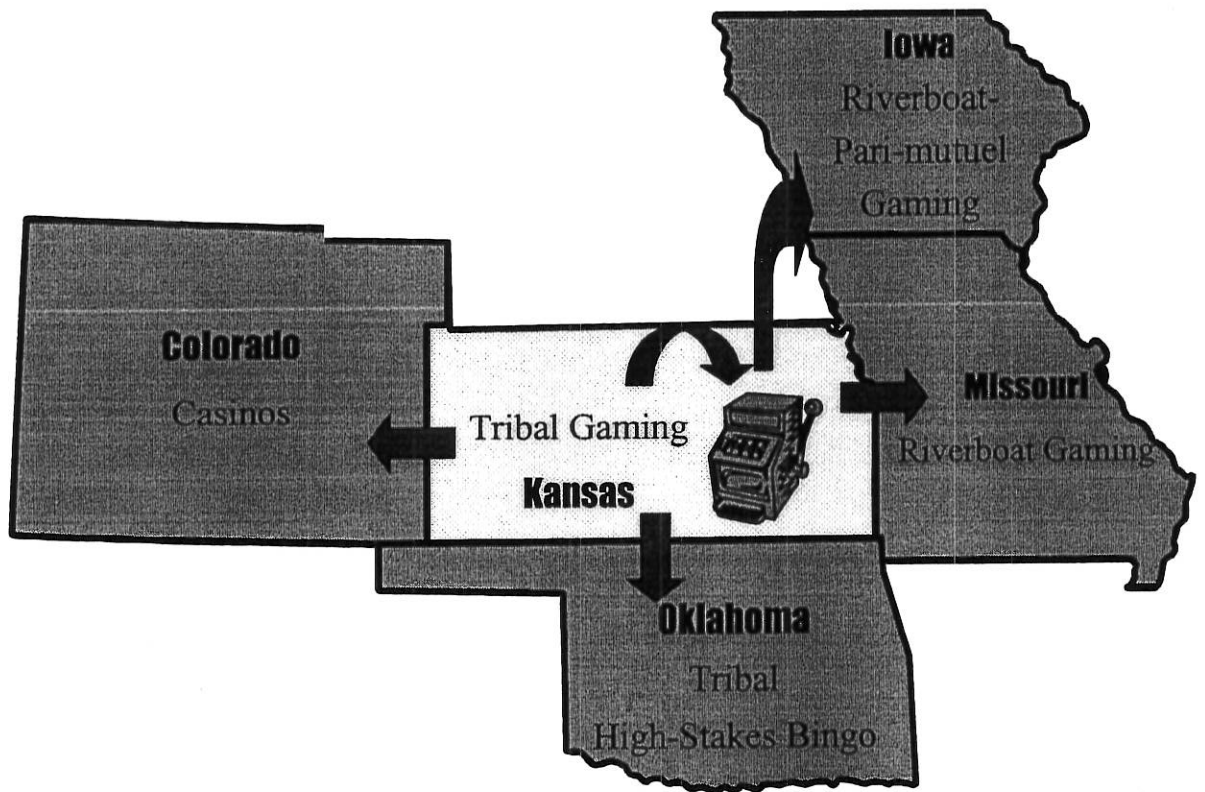 Iowa
Riverboat-
Pari-mutuel
Gaming
Colorado
Casinos
Tribal Gaming
Kansas
Missouri
Riverboat Gaming
Oklahoma
Tribal
High-Stakes Bingo